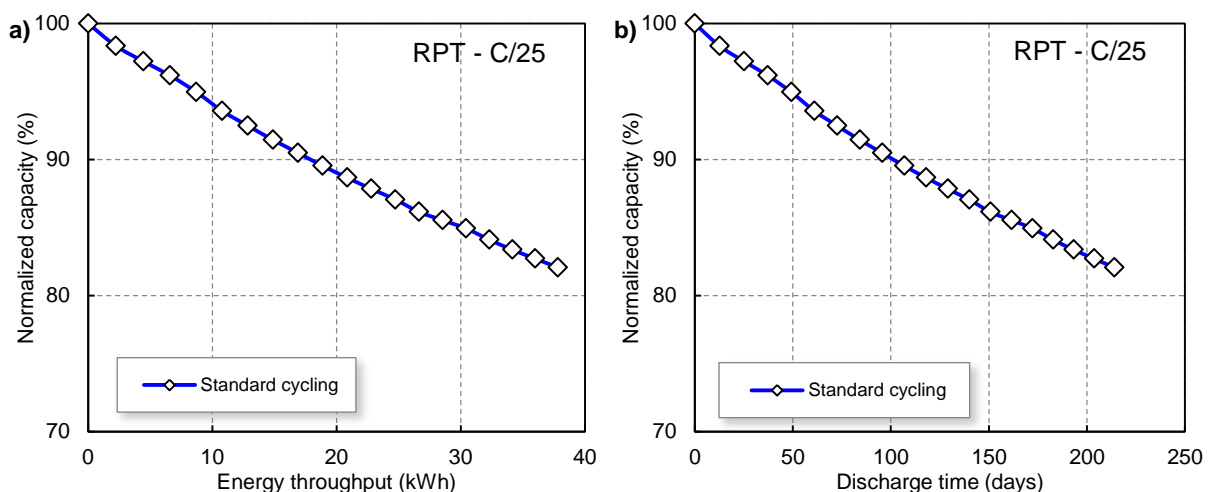 a)
RPT - C/25
Normalized capacity (%)
100
90
80
70
Standard cycling
0 10 20 30 40
Energy throughput (kWh)
b)
RPT - C/25
Normalized capacity (%)
100
90
80
70
Standard cycling
0 50 100 150 200 250
Discharge time (days)